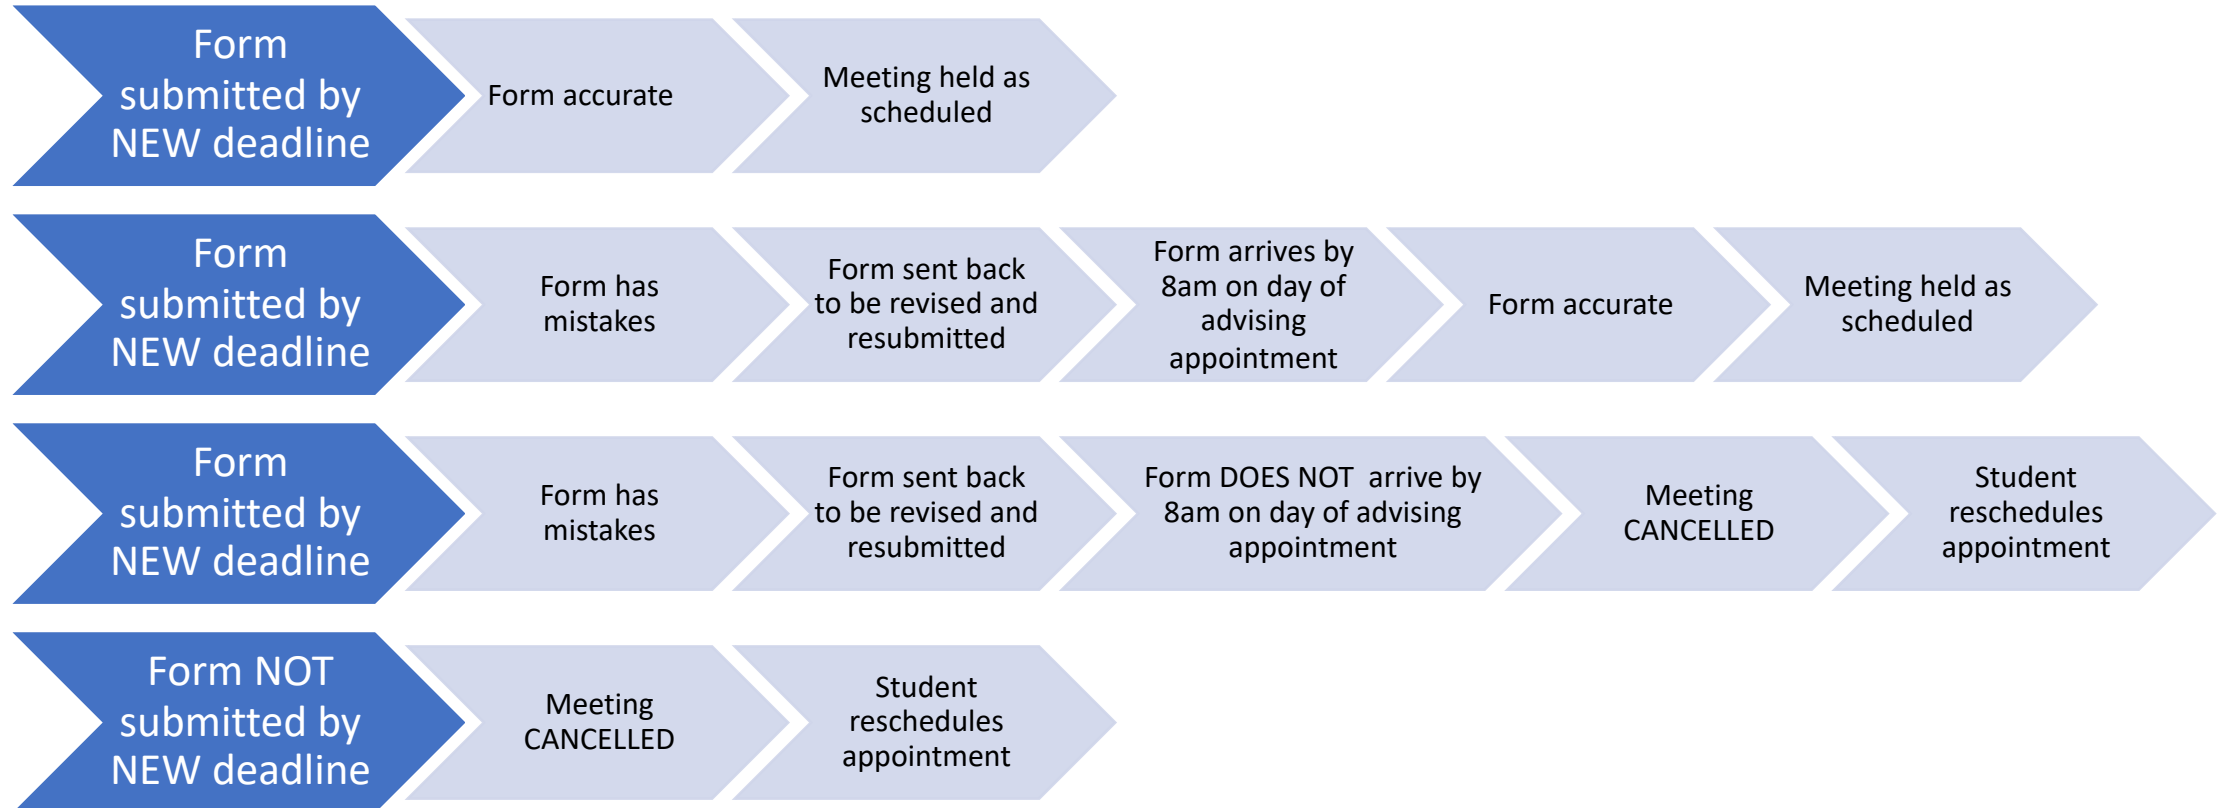 Form
submitted by
NEW deadline
Form accurate
Meeting held as
scheduled
Form
submitted by
NEW deadline
Form has
mistakes
Form sent back
to be revised and
resubmitted
Form arrives by
8am on day of
advising
appointment
Form accurate
Meeting held as
scheduled
Form
submitted by
NEW deadline
Form has
mistakes
Form sent back
to be revised and
resubmitted
Form DOES NOT  arrive by
8am on day of advising
appointment
Meeting
CANCELLED
Student
reschedules
appointment
Form NOT
submitted by
NEW deadline
Meeting
CANCELLED
Student
reschedules
appointment